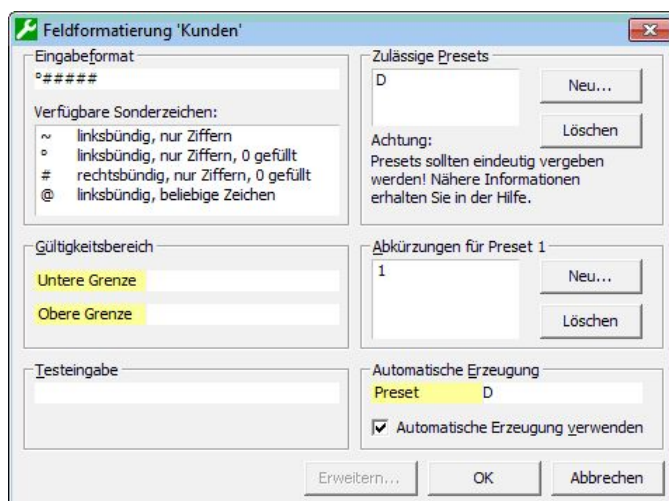 Feldformatierung 'Kunden'
Eingabeformat
°#####
Verfügbare Sonderzeichen:
~ linksbündig, nur Ziffern
° linksbündig, nur Ziffern, 0 gefüllt
# rechtsbündig, nur Ziffern, 0 gefüllt
@ linksbündig, beliebige Zeichen
Zulässige Presets
D
Neu...
Löschen
Achtung:
Presets sollten eindeutig vergeben
werden! Nähere Informationen
erhalten Sie in der Hilfe.
Gültigkeitsbereich
Untere Grenze
Obere Grenze
Abkürzungen für Preset 1
1
Neu...
Löschen
Testeingabe
Automatische Erzeugung
Preset D
Automatische Erzeugung verwenden
Erweitern...
OK
Abbrechen